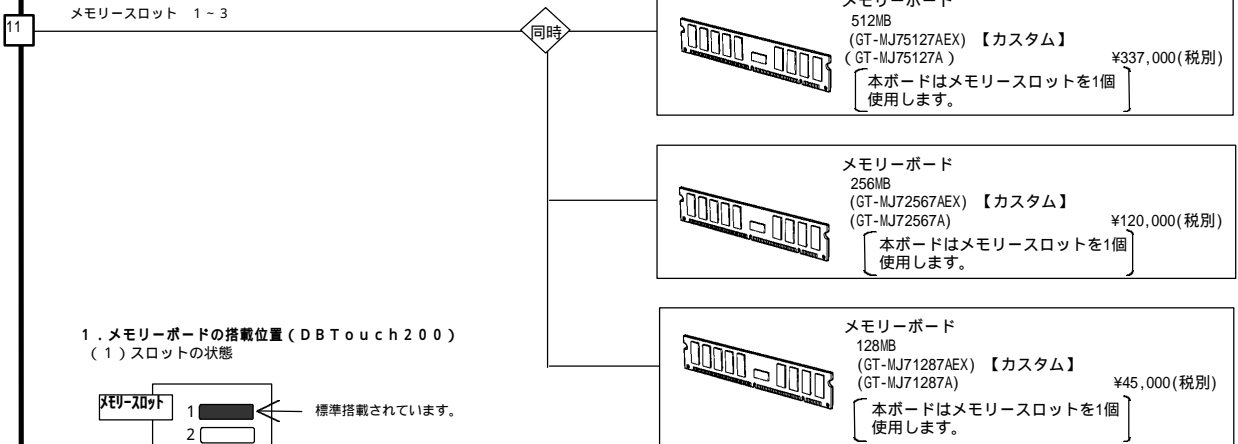 11
メモリースロット 1~3
同時
メモリーボード
512MB
(GT-MJ75127AEX) 【カスタム】
(GT-MJ75127A) ¥337,000(税別)
本ボードはメモリースロットを1個
使用します。
メモリーボード
256MB
(GT-MJ72567AEX) 【カスタム】
(GT-MJ72567A) ¥120,000(税別)
本ボードはメモリースロットを1個
使用します。
メモリーボード
128MB
(GT-MJ71287AEX) 【カスタム】
(GT-MJ71287A) ¥45,000(税別)
本ボードはメモリースロットを1個
使用します。
1.メモリーボードの搭載位置(DBTouch200)
(1)スロットの状態
メモリースロット
1 標準搭載されています。
2